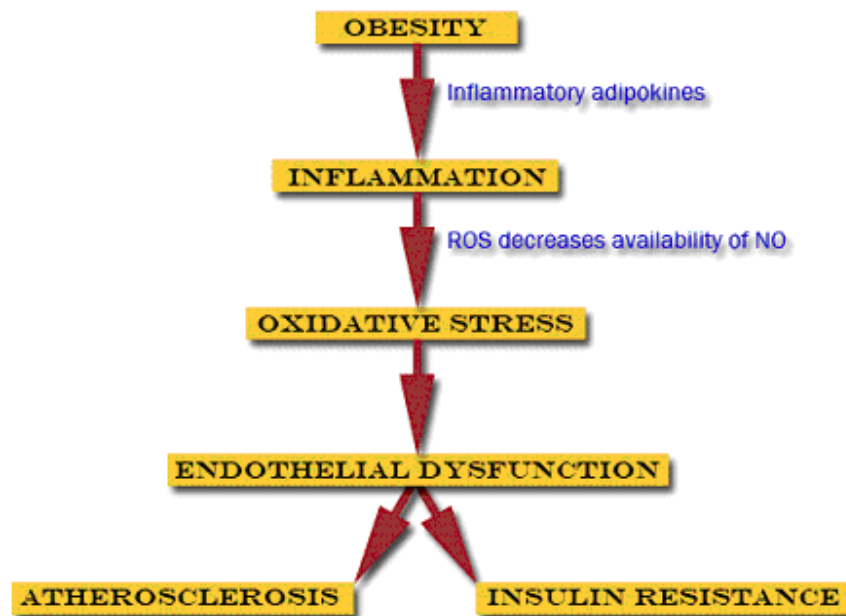 OBESITY
Inflammatory adipokines
INFLAMMATION
ROS decreases availability of NO
OXIDATIVE STRESS
ENDOTHELIAL DYSFUNCTION
ATHEROSCLEROSIS
INSULIN RESISTANCE